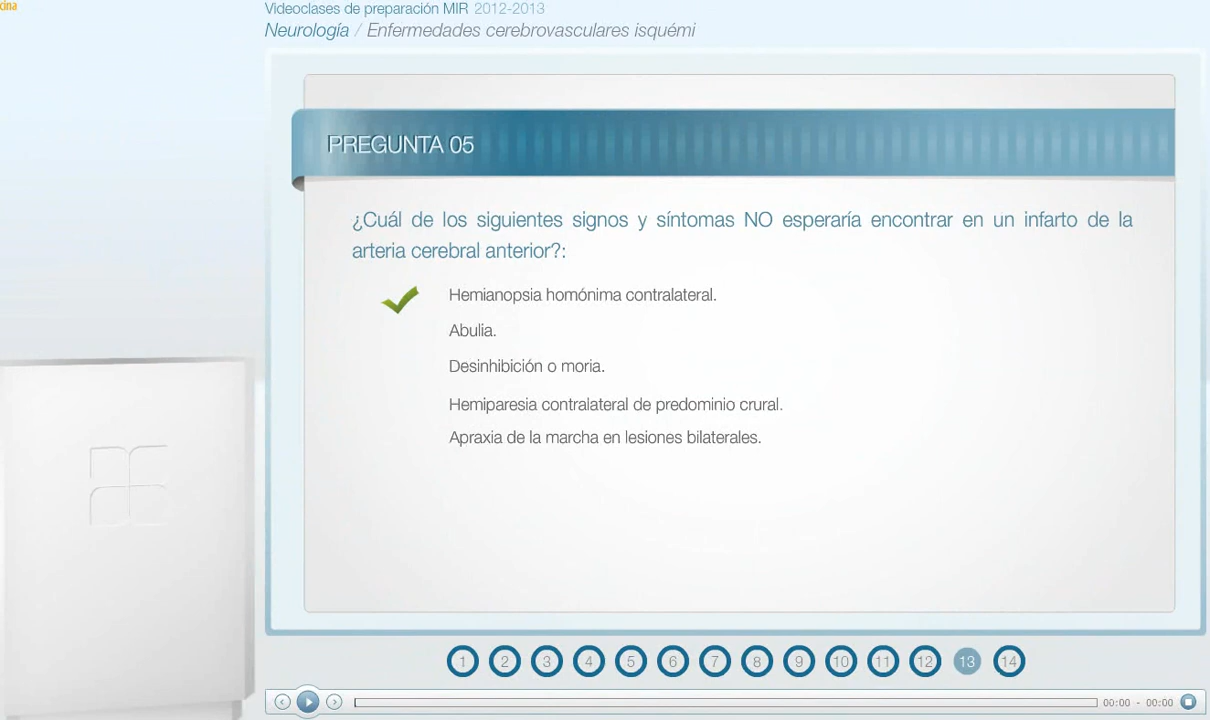 cina
Videoclases de preparación MIR 2012-2013
Neurología / Enfermedades cerebrovasculares isquémi
PREGUNTA 05
¿Cuál de los siguientes signos y síntomas NO esperaría encontrar en un infarto de la
arteria cerebral anterior?:
Hemianopsia homónima contralateral.
Abulia.
Desinhibición o moria.
Hemiparesia contralateral de predominio crural.
Apraxia de la marcha en lesiones bilaterales.
1 2 3 4 5 6 7 8 9 10 11 12 13 14
00:00 - 00:00